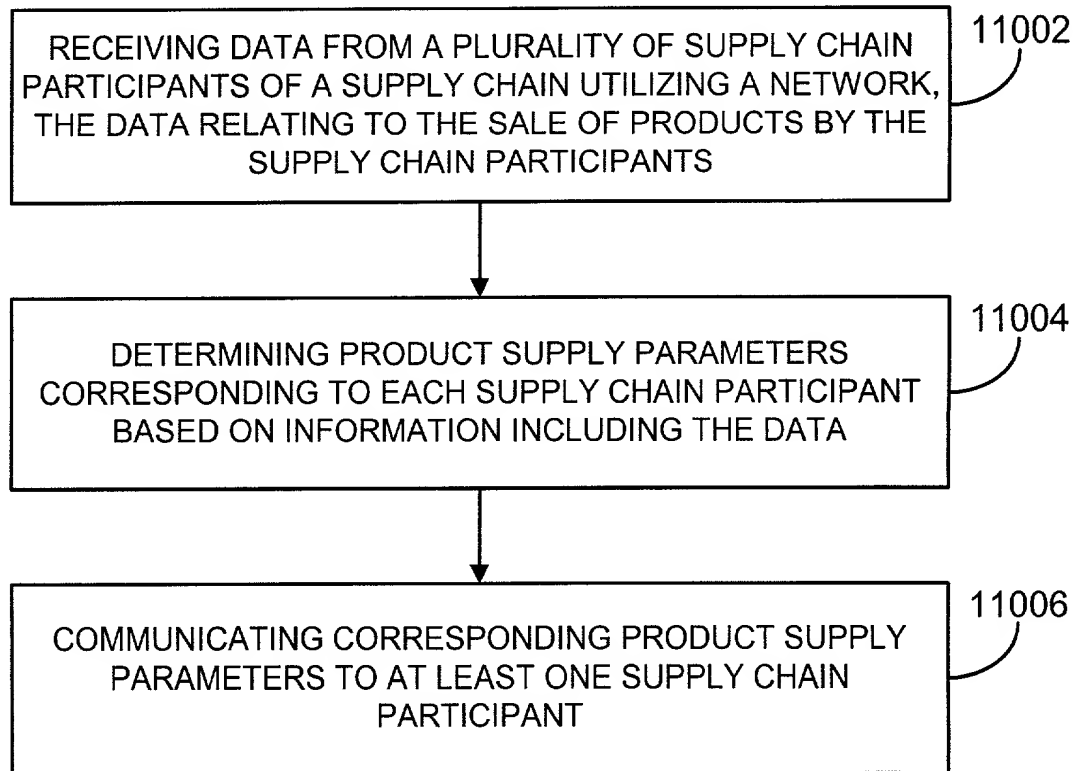 RECEIVING DATA FROM A PLURALITY OF SUPPLY CHAIN
PARTICIPANTS OF A SUPPLY CHAIN UTILIZING A NETWORK,
THE DATA RELATING TO THE SALE OF PRODUCTS BY THE
SUPPLY CHAIN PARTICIPANTS
11002
DETERMINING PRODUCT SUPPLY PARAMETERS
CORRESPONDING TO EACH SUPPLY CHAIN PARTICIPANT
BASED ON INFORMATION INCLUDING THE DATA
11004
COMMUNICATING CORRESPONDING PRODUCT SUPPLY
PARAMETERS TO AT LEAST ONE SUPPLY CHAIN
PARTICIPANT
11006